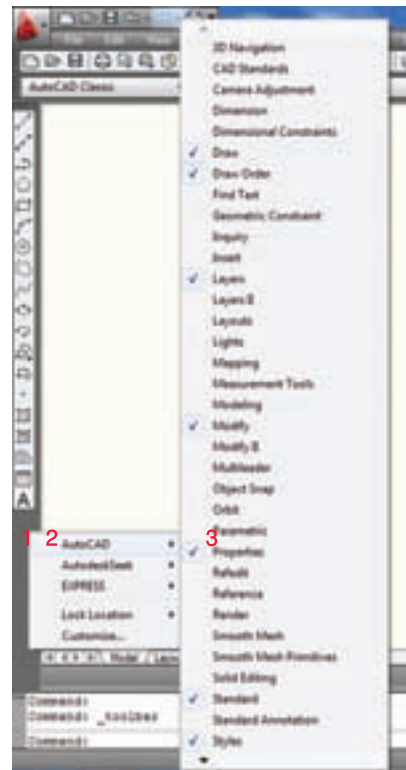 AutoCAD Classic
3D Navigation
CAD Standards
Camera Adjustment
Dimension
Dimensional Constraints
Draw
Draw Order
Find Text
Geometric Constraint
Inquiry
Insert
Layers
Layers II
Layouts
Lights
Mapping
Measurement Tools
Modeling
Modify
Modify II
Multileader
Object Snap
Orbit
Parametric
Properties
Refedit
Reference
Render
Smooth Mesh
Smooth Mesh Primitives
Solid Editing
Standard
Standard Annotation
Styles
1 2 3
AutoCAD
AutodeskSeek
EXPRESS
Lock Location
Customize...
Model
Command:
Command: _toolbar
Command:
A